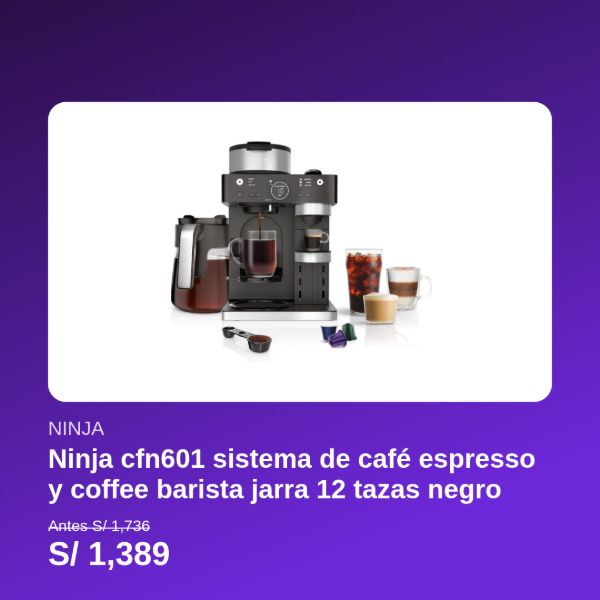 NINJA
Ninja cfn601 sistema de café espresso
y coffee barista jarra 12 tazas negro
Antes S/ 1,736
S/ 1,389